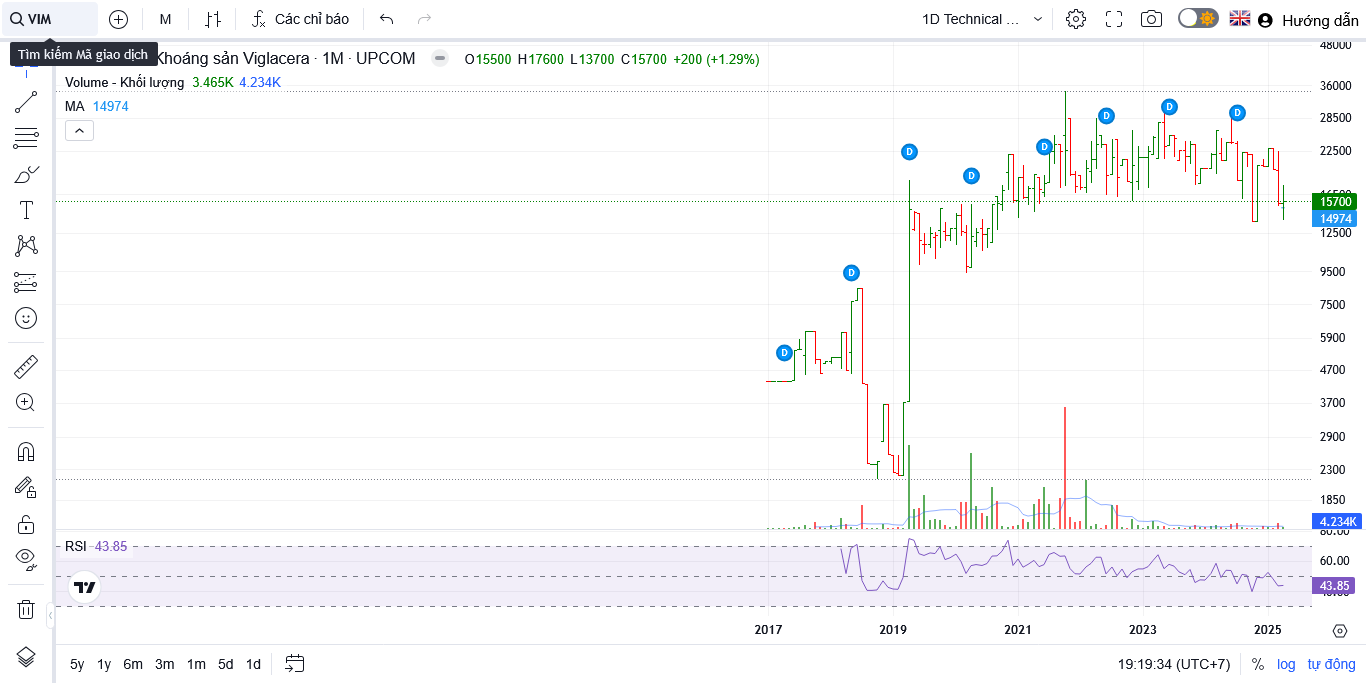 VIM
M
Các chỉ báo
1D Technical ...
Hướng dẫn
Tìm kiếm Mã giao dịch
Khoáng sản Viglacera · 1M · UPCOM
O15500 H17600 L13700 C15700 +200 (+1.29%)
Volume - Khối lượng 3.465K 4.234K
MA 14974
48000
36000
28500
22500
16500
15700
14974
12500
9500
7500
5900
4700
3700
2900
2300
1850
4.234K
D
D
D
D
D
D
D
D
RSI 43.85
80.00
60.00
43.85
40.00
2017 2019 2021 2023 2025
5y 1y 6m 3m 1m 5d 1d
19:19:34 (UTC+7) % log tự động